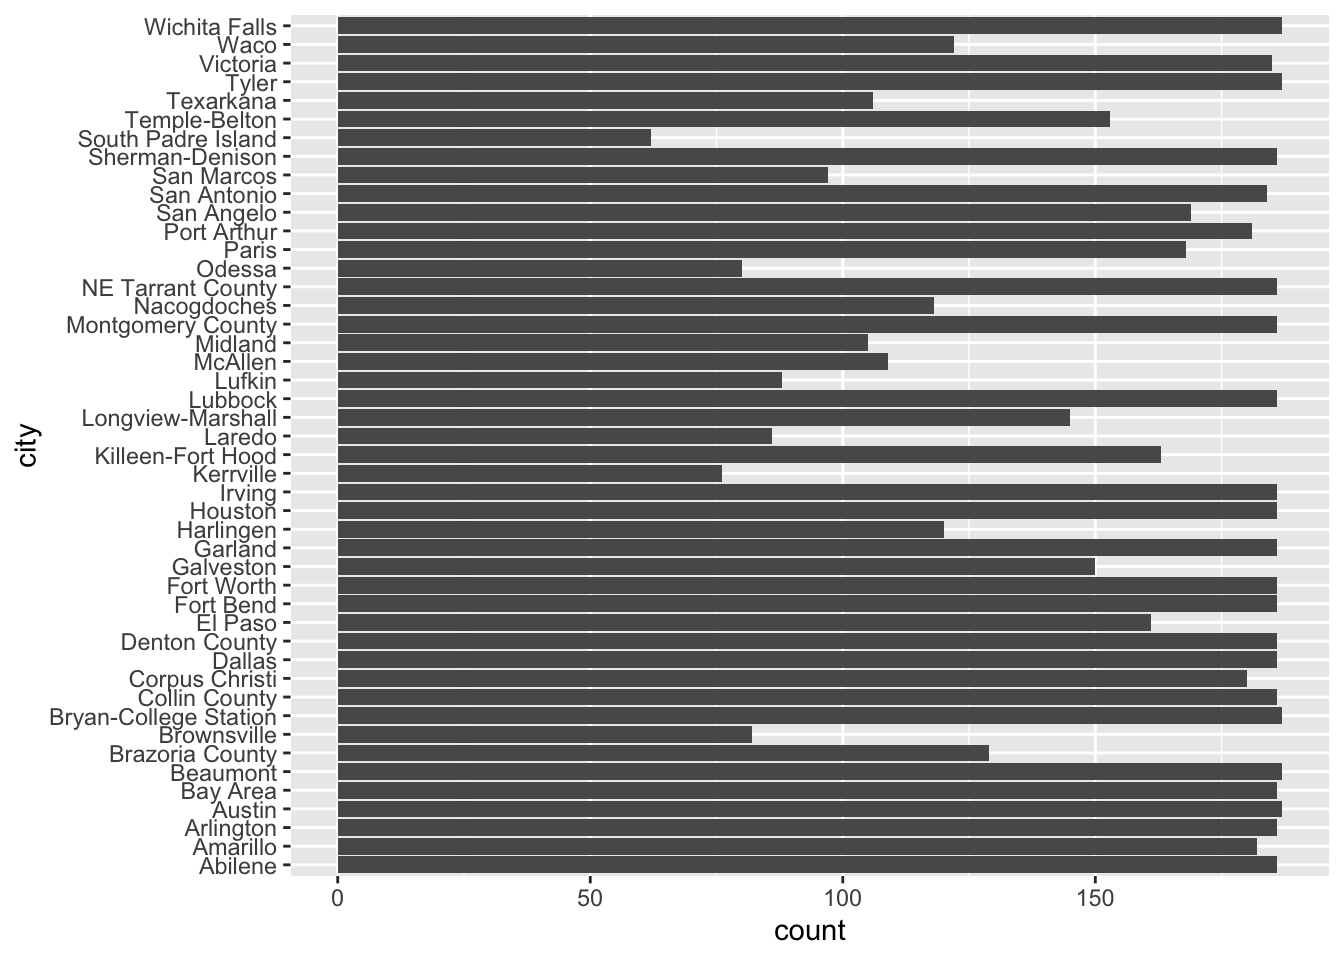 Wichita Falls
Waco
Victoria
Tyler
Texarkana
Temple-Belton
South Padre Island
Sherman-Denison
San Marcos
San Antonio
San Angelo
Port Arthur
Paris
Odessa
NE Tarrant County
Nacogdoches
Montgomery County
Midland
McAllen
Lufkin
Lubbock
Longview-Marshall
Laredo
Killeen-Fort Hood
Kerrville
Irving
Houston
Harlingen
Garland
Galveston
Fort Worth
Fort Bend
El Paso
Denton County
Dallas
Corpus Christi
Collin County
Bryan-College Station
Brownsville
Brazoria County
Beaumont
Bay Area
Austin
Arlington
Amarillo
Abilene
city
0 50 100 150
count